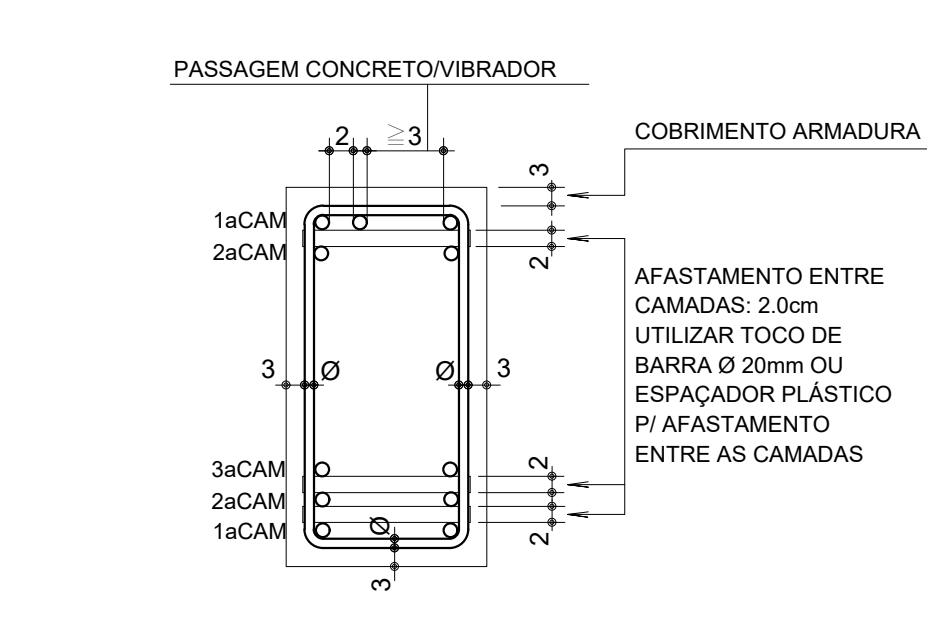 PASSAGEM CONCRETO/VIBRADOR
COBRIMENTO ARMADURA
2 ≧3
3
1aCAM
2aCAM
2
AFASTAMENTO ENTRE
CAMADAS: 2.0cm
UTILIZAR TOCO DE
BARRA Ø 20mm OU
ESPAÇADOR PLÁSTICO
P/ AFASTAMENTO
ENTRE AS CAMADAS
3 Ø Ø 3
3aCAM
2
2aCAM
1aCAM
Ø
2
3